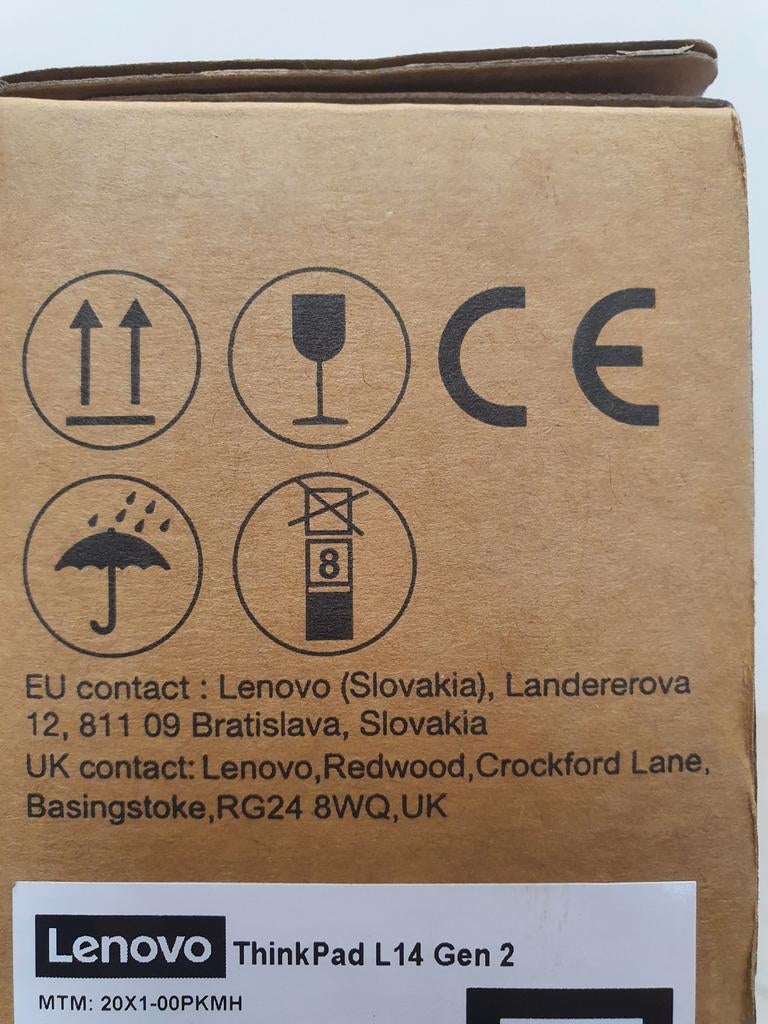 CE
8
EU contact : Lenovo (Slovakia), Landererova
12, 811 09 Bratislava, Slovakia
UK contact: Lenovo,Redwood,Crockford Lane,
Basingstoke,RG24 8WQ,UK
Lenovo ThinkPad L14 Gen 2
MTM: 20X1-00PKMH